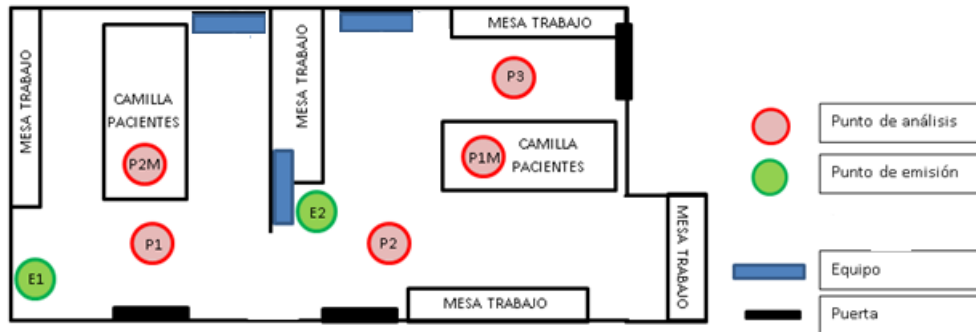 MESA TRABAJO
CAMILLA
PACIENTES
P2M
P1
E1
MESA TRABAJO
E2
P2
MESA TRABAJO
P3
P1M
CAMILLA
PACIENTES
MESA TRABAJO
MESA TRABAJO
Punto de análisis
Punto de emisión
Equipo
Puerta